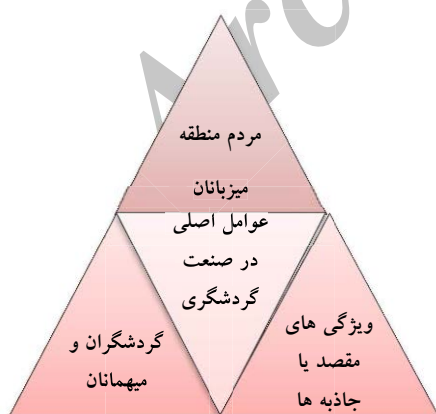 مردم منطقه
میزبانان
عوامل اصلی
در صنعت
گردشگری
ویژگی های
مقصد یا
جاذبه ها
گردشگران و
میهمانان